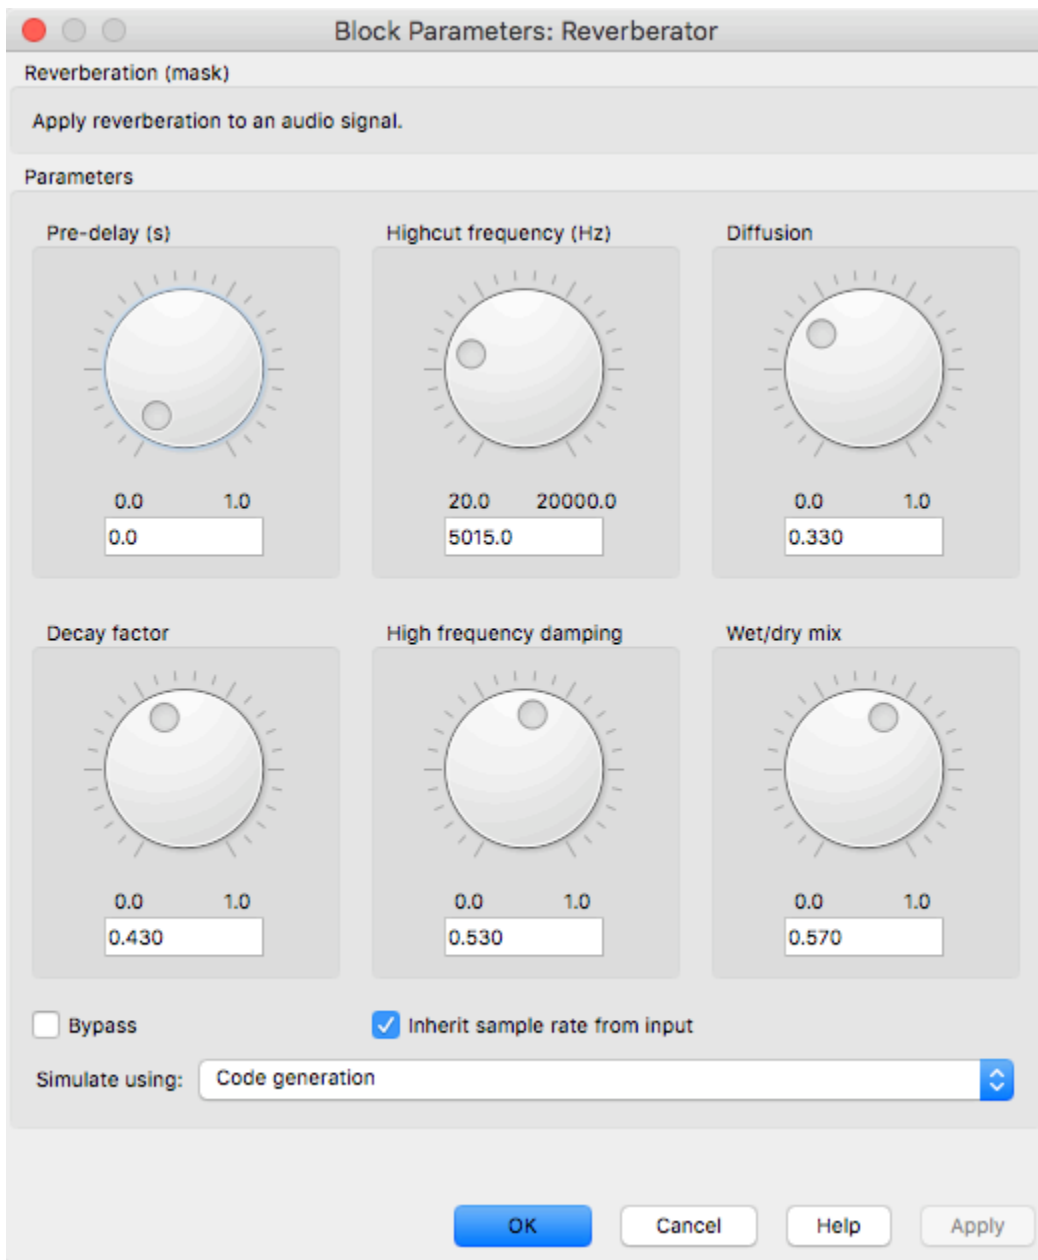 Block Parameters: Reverberator
Reverberation (mask)
Apply reverberation to an audio signal.
Parameters
Pre-delay (s) Highcut frequency (Hz) Diffusion
0.0 1.0 20.0 20000.0 0.0 1.0
0.0 5015.0 0.330
Decay factor High frequency damping Wet/dry mix
0.0 1.0 0.0 1.0 0.0 1.0
0.430 0.530 0.570
Bypass Inherit sample rate from input
Simulate using: Code generation
OK Cancel Help Apply